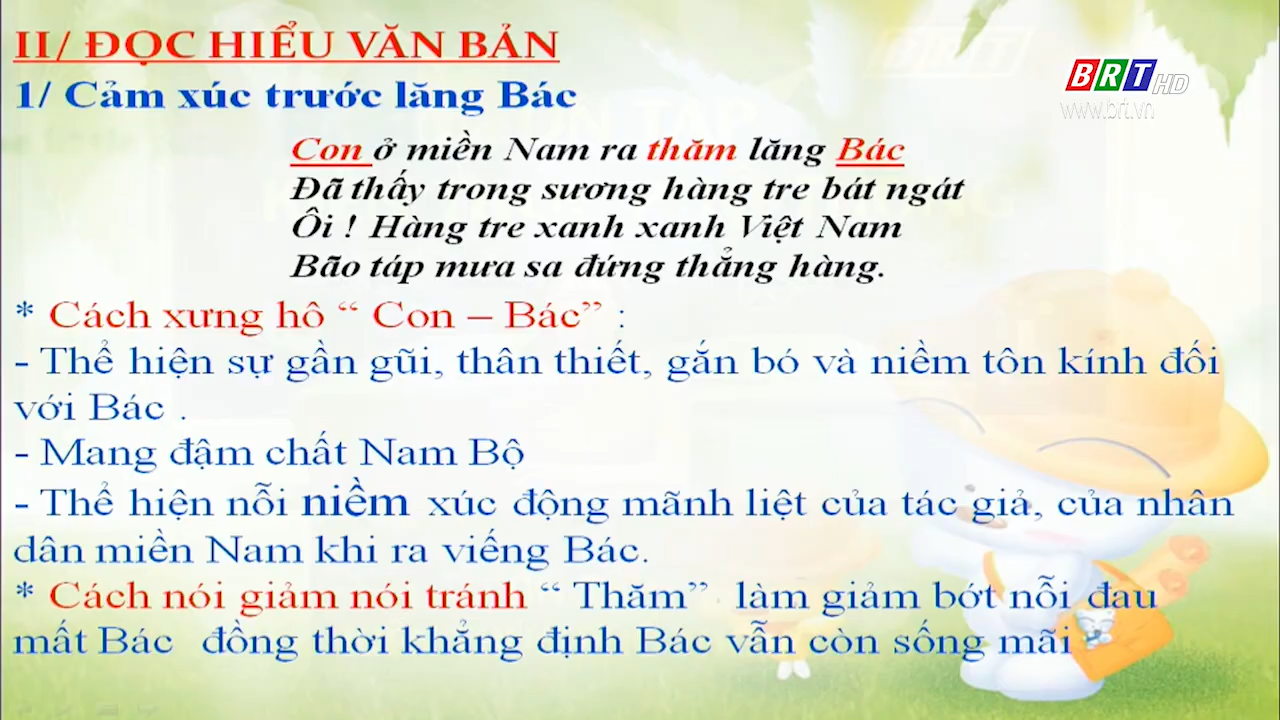 II/ ĐỌC HIỂU VĂN BẢN
BRT HD
www.brt.vn
1/ Cảm xúc trước lăng Bác
Con ở miền Nam ra thăm lăng Bác
Đã thấy trong sương hàng tre bát ngát
Ôi ! Hàng tre xanh xanh Việt Nam
Bão táp mưa sa đứng thẳng hàng.
* Cách xưng hô “ Con – Bác” :
- Thể hiện sự gần gũi, thân thiết, gắn bó và niềm tôn kính đối
với Bác .
- Mang đậm chất Nam Bộ
- Thể hiện nỗi niềm xúc động mãnh liệt của tác giả, của nhân
dân miền Nam khi ra viếng Bác.
* Cách nói giảm nói tránh “ Thăm” làm giảm bớt nỗi đau
mất Bác đồng thời khẳng định Bác vẫn còn sống mãi